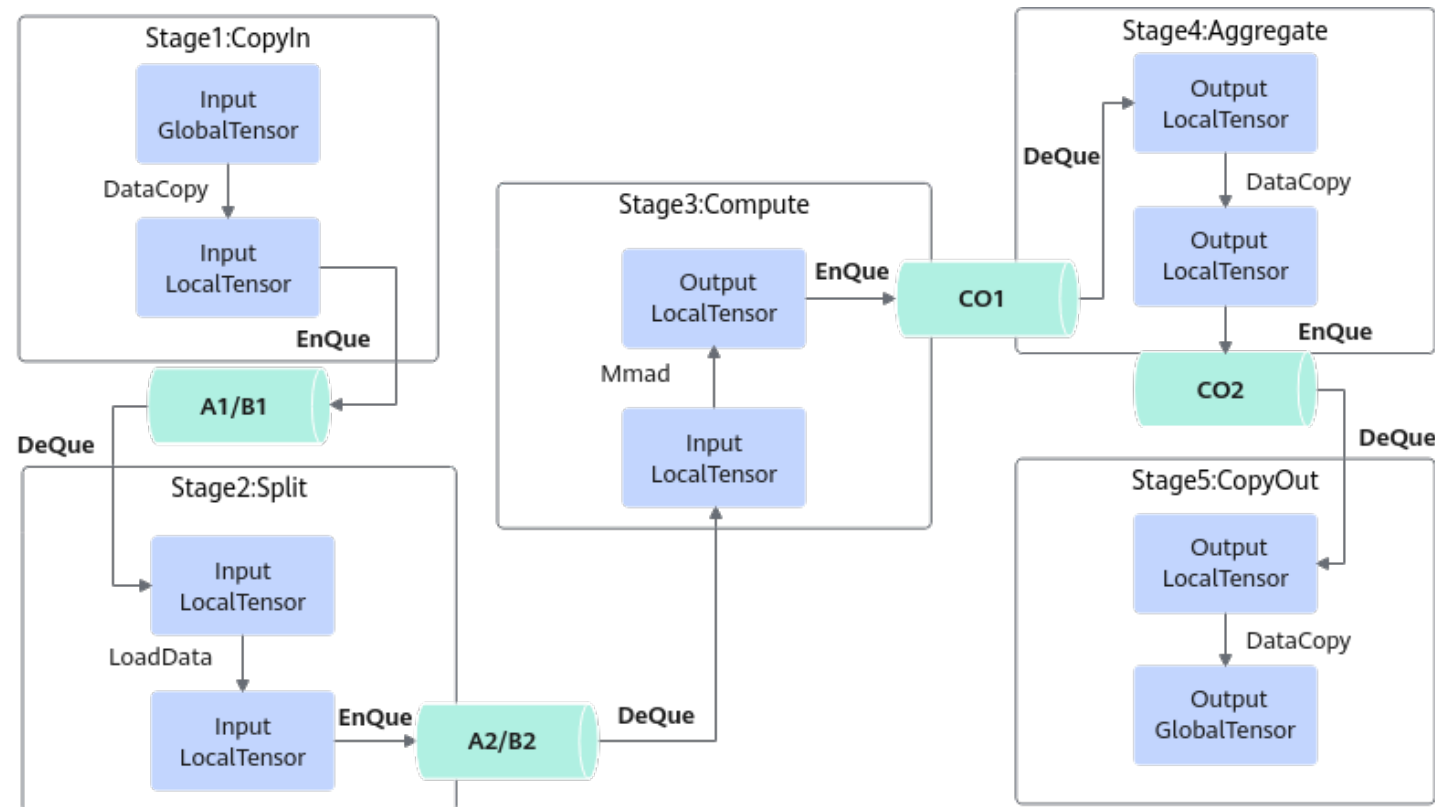 Stage1:CopyIn
Input
GlobalTensor
DataCopy
Input
LocalTensor
EnQue
A1/B1
DeQue
Stage2:Split
Input
LocalTensor
LoadData
Input
LocalTensor
EnQue
A2/B2
DeQue
Stage3:Compute
Output
LocalTensor
Mmad
Input
LocalTensor
EnQue
CO1
DeQue
Stage4:Aggregate
Output
LocalTensor
DataCopy
Output
LocalTensor
EnQue
CO2
DeQue
Stage5:CopyOut
Output
LocalTensor
DataCopy
Output
GlobalTensor